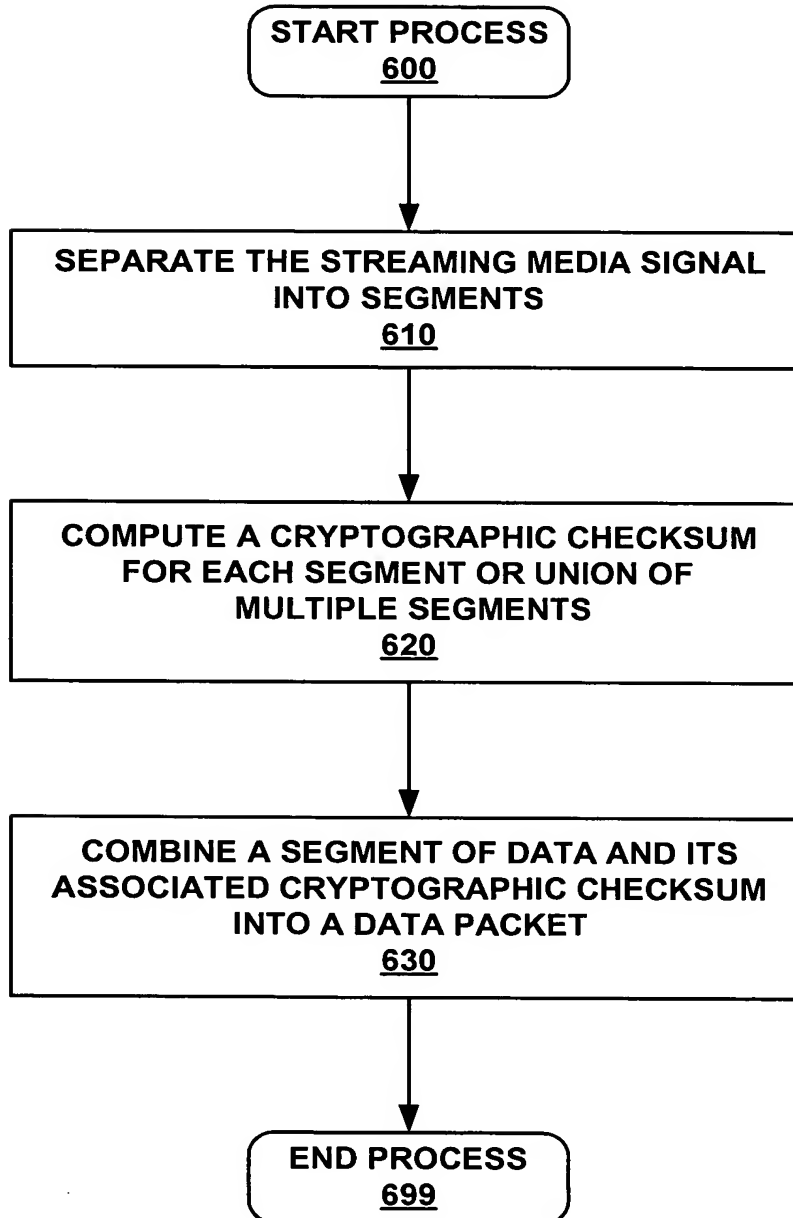 START PROCESS
600
SEPARATE THE STREAMING MEDIA SIGNAL
INTO SEGMENTS
610
COMPUTE A CRYPTOGRAPHIC CHECKSUM
FOR EACH SEGMENT OR UNION OF
MULTIPLE SEGMENTS
620
COMBINE A SEGMENT OF DATA AND ITS
ASSOCIATED CRYPTOGRAPHIC CHECKSUM
INTO A DATA PACKET
630
END PROCESS
699